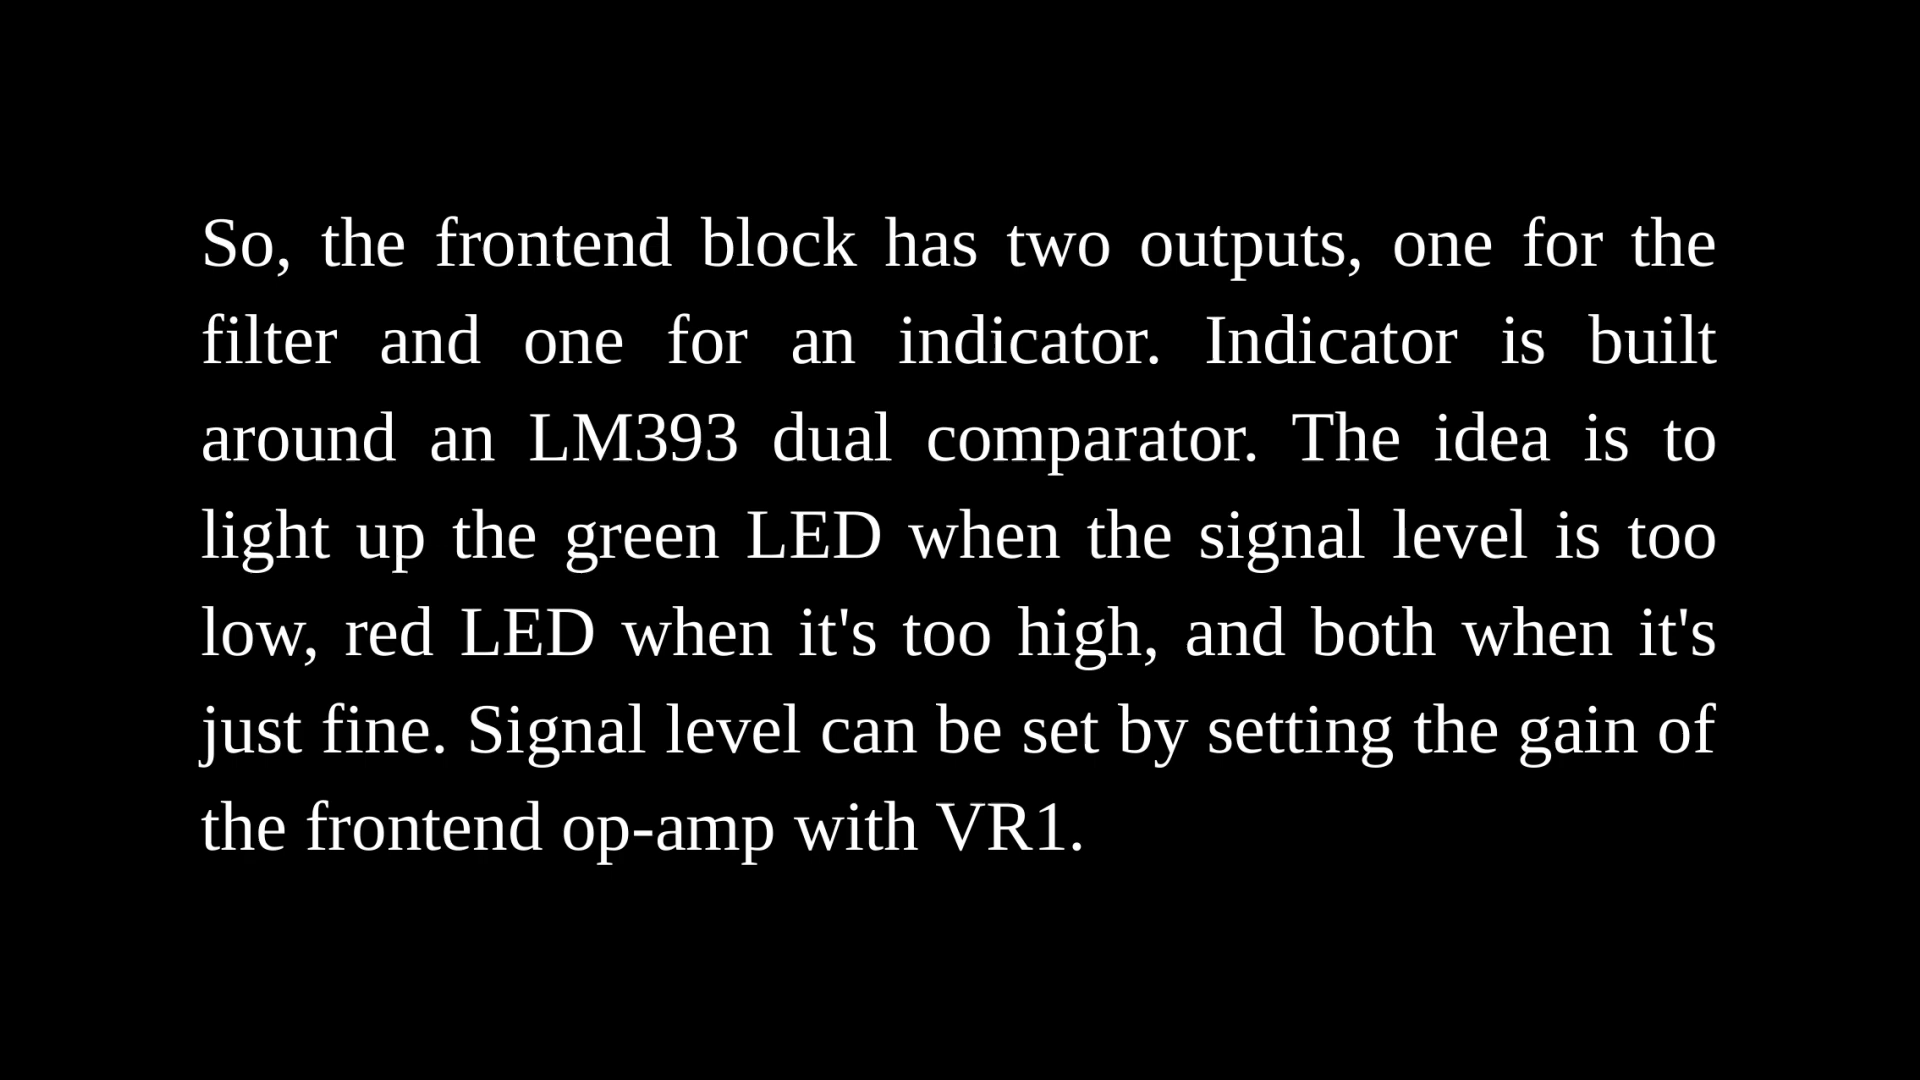 So, the frontend block has two outputs, one for the
filter and one for an indicator. Indicator is built
around an LM393 dual comparator. The idea is to
light up the green LED when the signal level is too
low, red LED when it's too high, and both when it's
just fine. Signal level can be set by setting the gain of
the frontend op-amp with VR1.